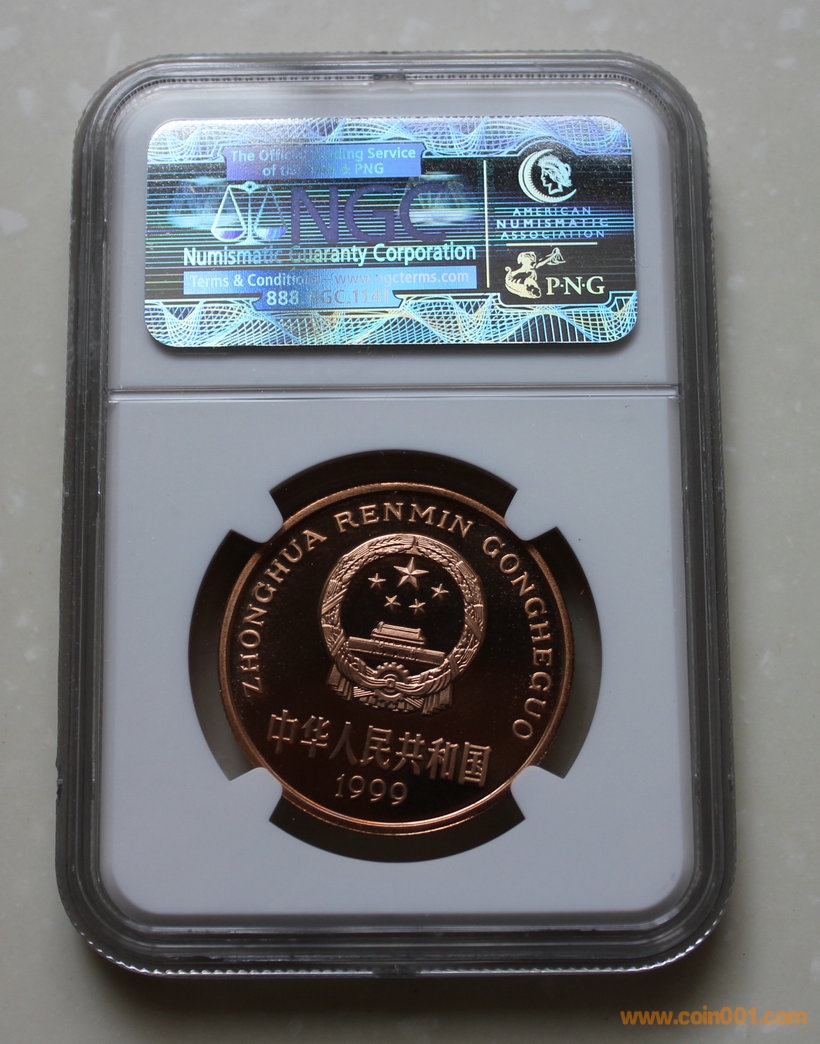 The Official Grading Service
of the ANA & PNG
NGC
Numismatic Guaranty Corporation
Terms & Conditions: www.ngcterms.com
888.NGC.1141
AMERICAN
NUMISMATIC
ASSOCIATION
P·N·G
ZHONGHUA RENMIN GONGHEGUO
中华人民共和国
1999
www.coin001.com